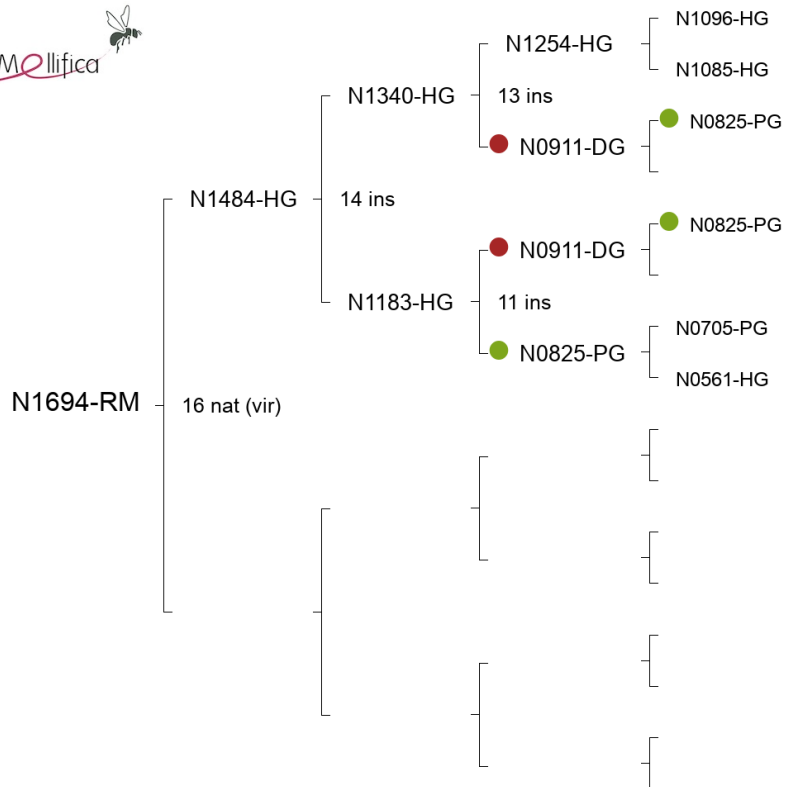 Mellifica
N1096-HG
N1254-HG
N1085-HG
N1340-HG
13 ins
N0825-PG
N0911-DG
N1484-HG
14 ins
N0825-PG
N0911-DG
N1183-HG
11 ins
N0705-PG
N0825-PG
N0561-HG
N1694-RM
16 nat (vir)